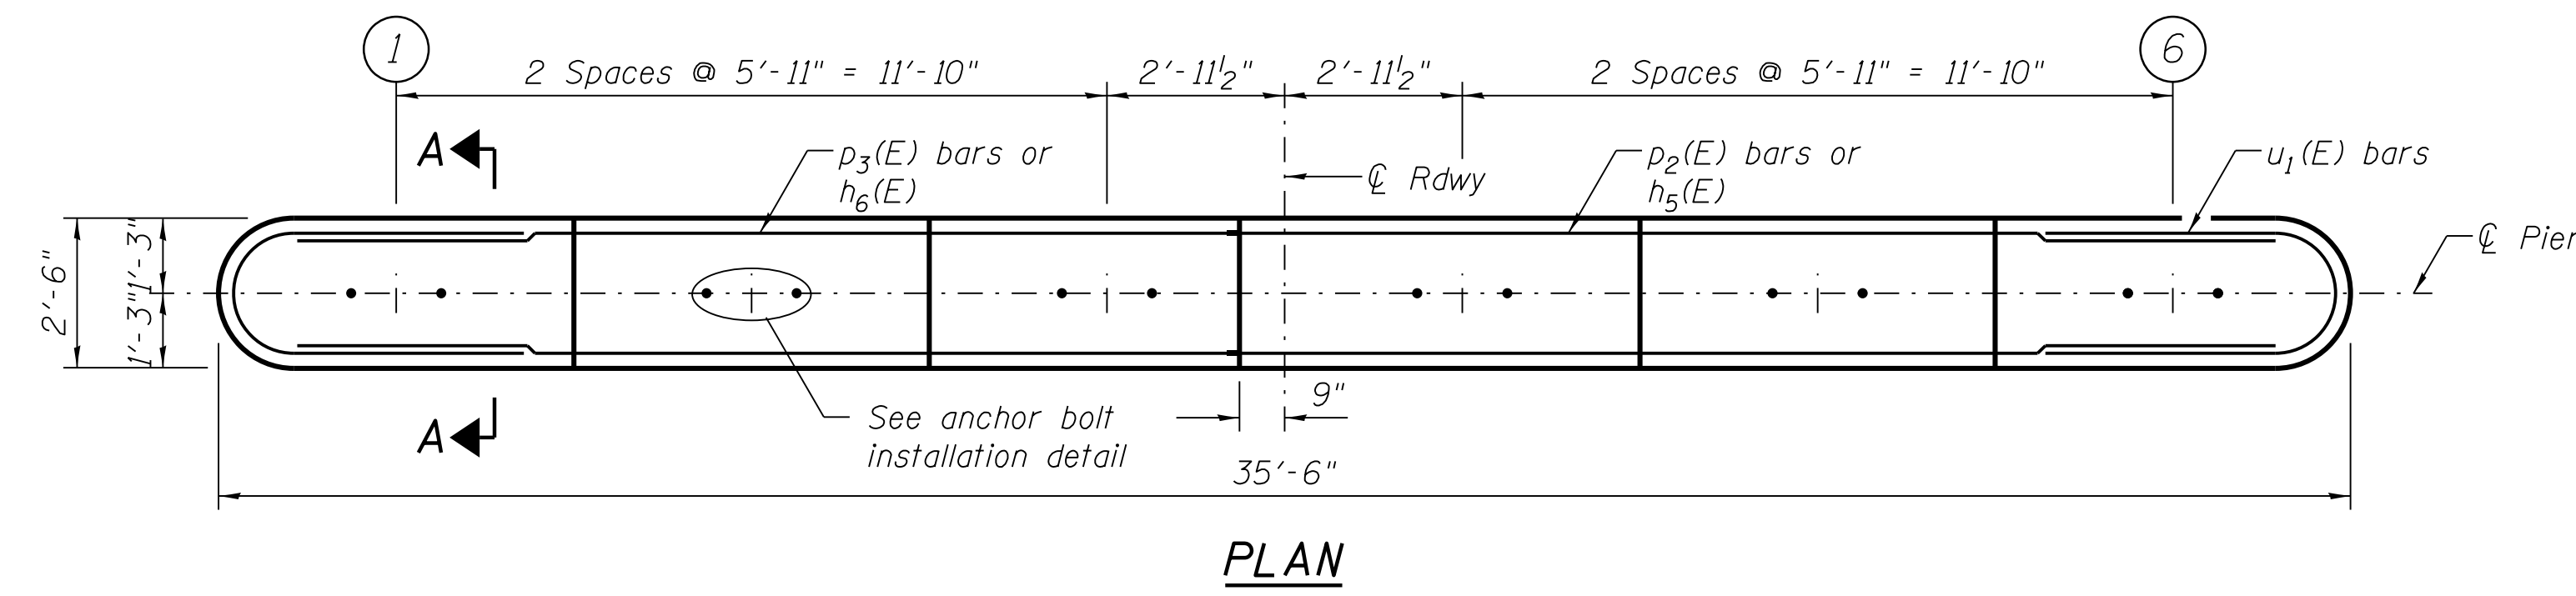 1
6
2 Spaces @ 5'-11" = 11'-10"
2'-11½"
2'-11½"
2 Spaces @ 5'-11" = 11'-10"
A
p3(E) bars or
h6(E)
℄ Rdwy
p2(E) bars or
h5(E)
u1(E) bars
℄ Pier
2'-6"
1'-3"
1'-3"
A
See anchor bolt
installation detail
9"
35'-6"
PLAN